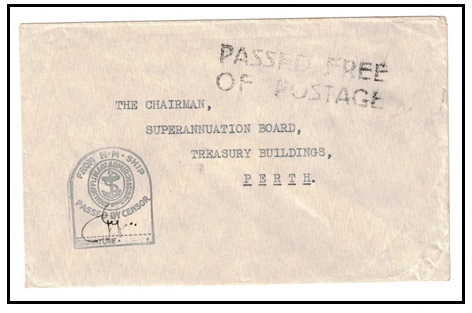 PASSED FREE
OF POSTAGE
THE CHAIRMAN,
SUPERANNUATION BOARD,
TREASURY BUILDINGS,
PERTH.
FROM H·M·SHIP
PASSED BY CENSOR